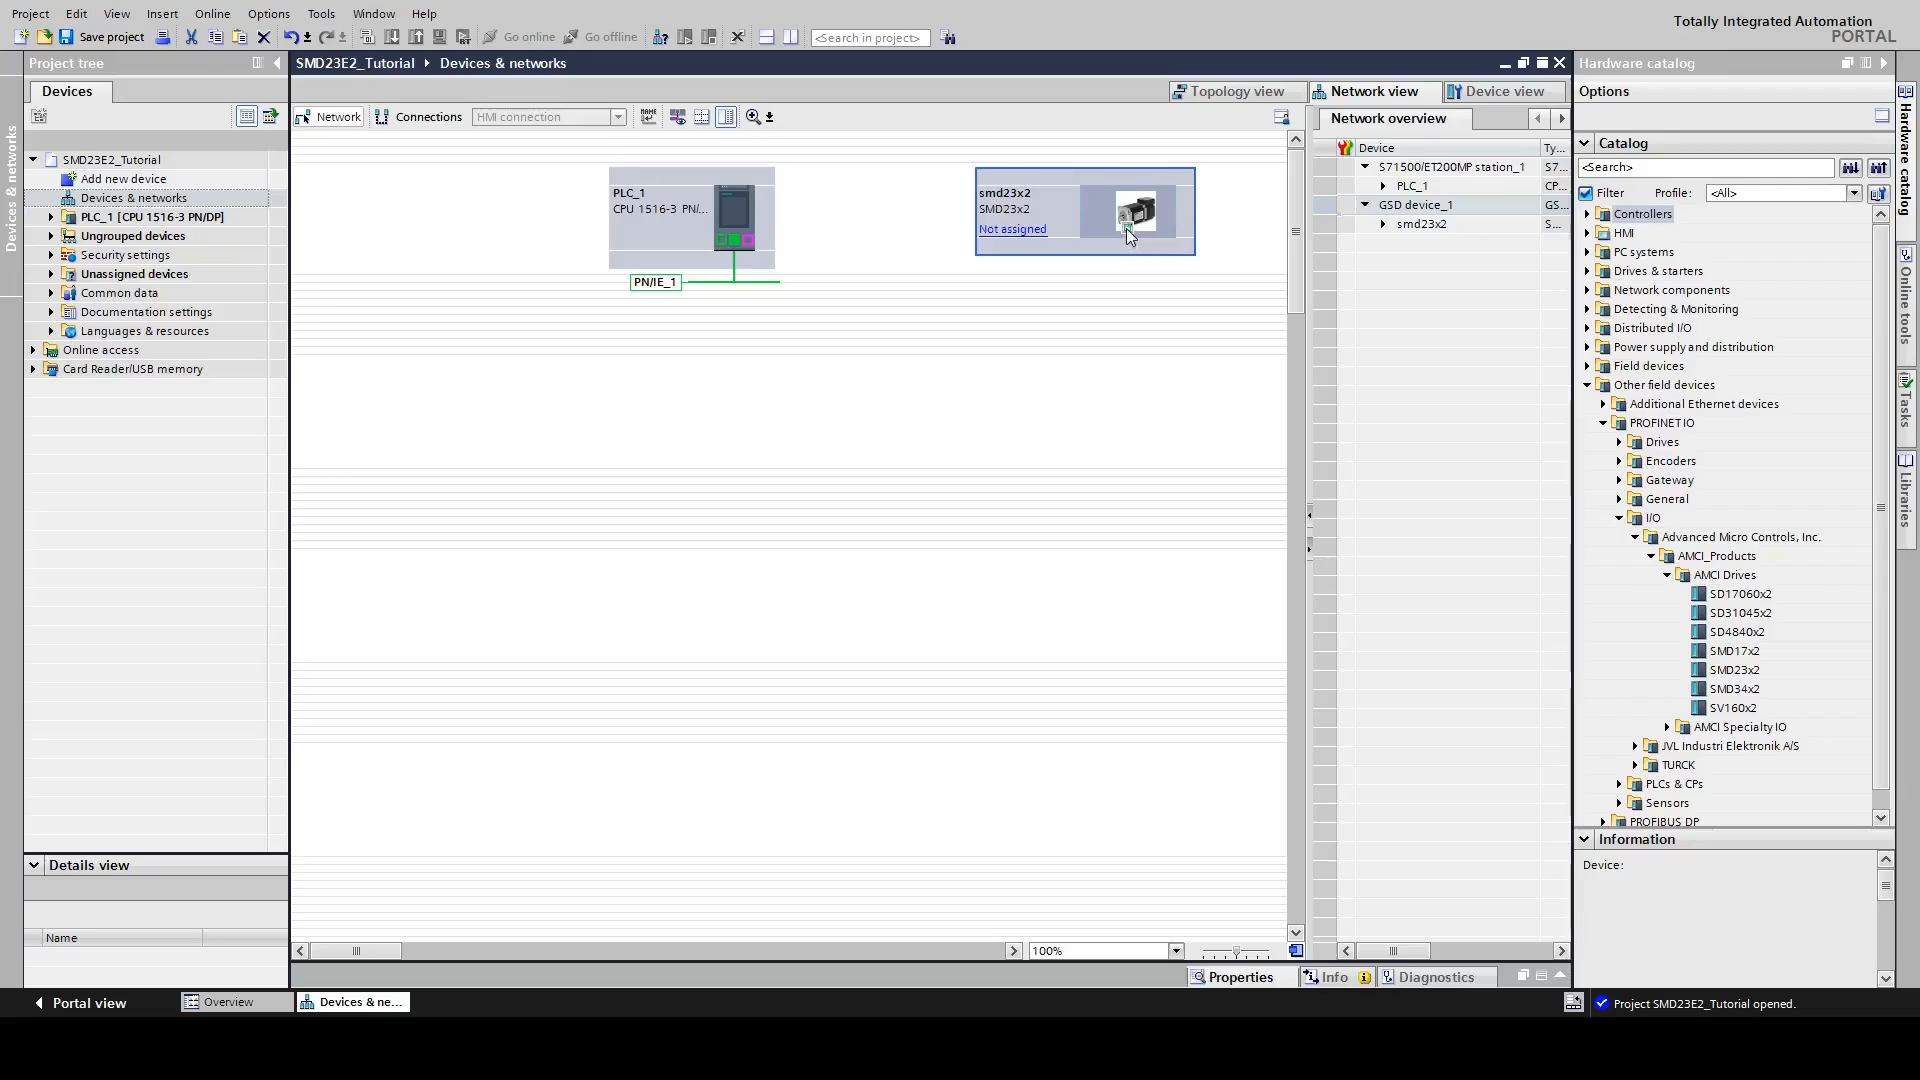 Project Edit View Insert Online Options Tools Window Help
Totally Integrated Automation
PORTAL
Save project
Go online
Go offline
<Search in project>
Project tree
SMD23E2_Tutorial Devices & networks
Hardware catalog
Devices
Topology view
Network view
Device view
Options
Network
Connections
HMI connection
Network overview
Devices & networks
SMD23E2_Tutorial
Add new device
Devices & networks
PLC_1 [CPU 1516-3 PN/DP]
Ungrouped devices
Security settings
Unassigned devices
Common data
Documentation settings
Languages & resources
Online access
Card Reader/USB memory
Details view
Name
PLC_1
CPU 1516-3 PN/...
PN/IE_1
smd23x2
SMD23x2
Not assigned
100%
Device Ty...
S71500/ET200MP station_1 S7...
PLC_1 CP...
GSD device_1 GS...
smd23x2 S...
Catalog
<Search>
Filter Profile: <All>
Controllers
HMI
PC systems
Drives & starters
Network components
Detecting & Monitoring
Distributed I/O
Power supply and distribution
Field devices
Other field devices
Additional Ethernet devices
PROFINET IO
Drives
Encoders
Gateway
General
I/O
Advanced Micro Controls, Inc.
AMCI_Products
AMCI Drives
SD17060x2
SD31045x2
SD4840x2
SMD17x2
SMD23x2
SMD34x2
SV160x2
AMCI Specialty IO
JVL Industri Elektronik A/S
TURCK
PLCs & CPs
Sensors
PROFIBUS DP
Information
Device:
Hardware catalog
Online tools
Tasks
Libraries
Properties
Info
Diagnostics
Portal view
Overview
Devices & ne...
Project SMD23E2_Tutorial opened.